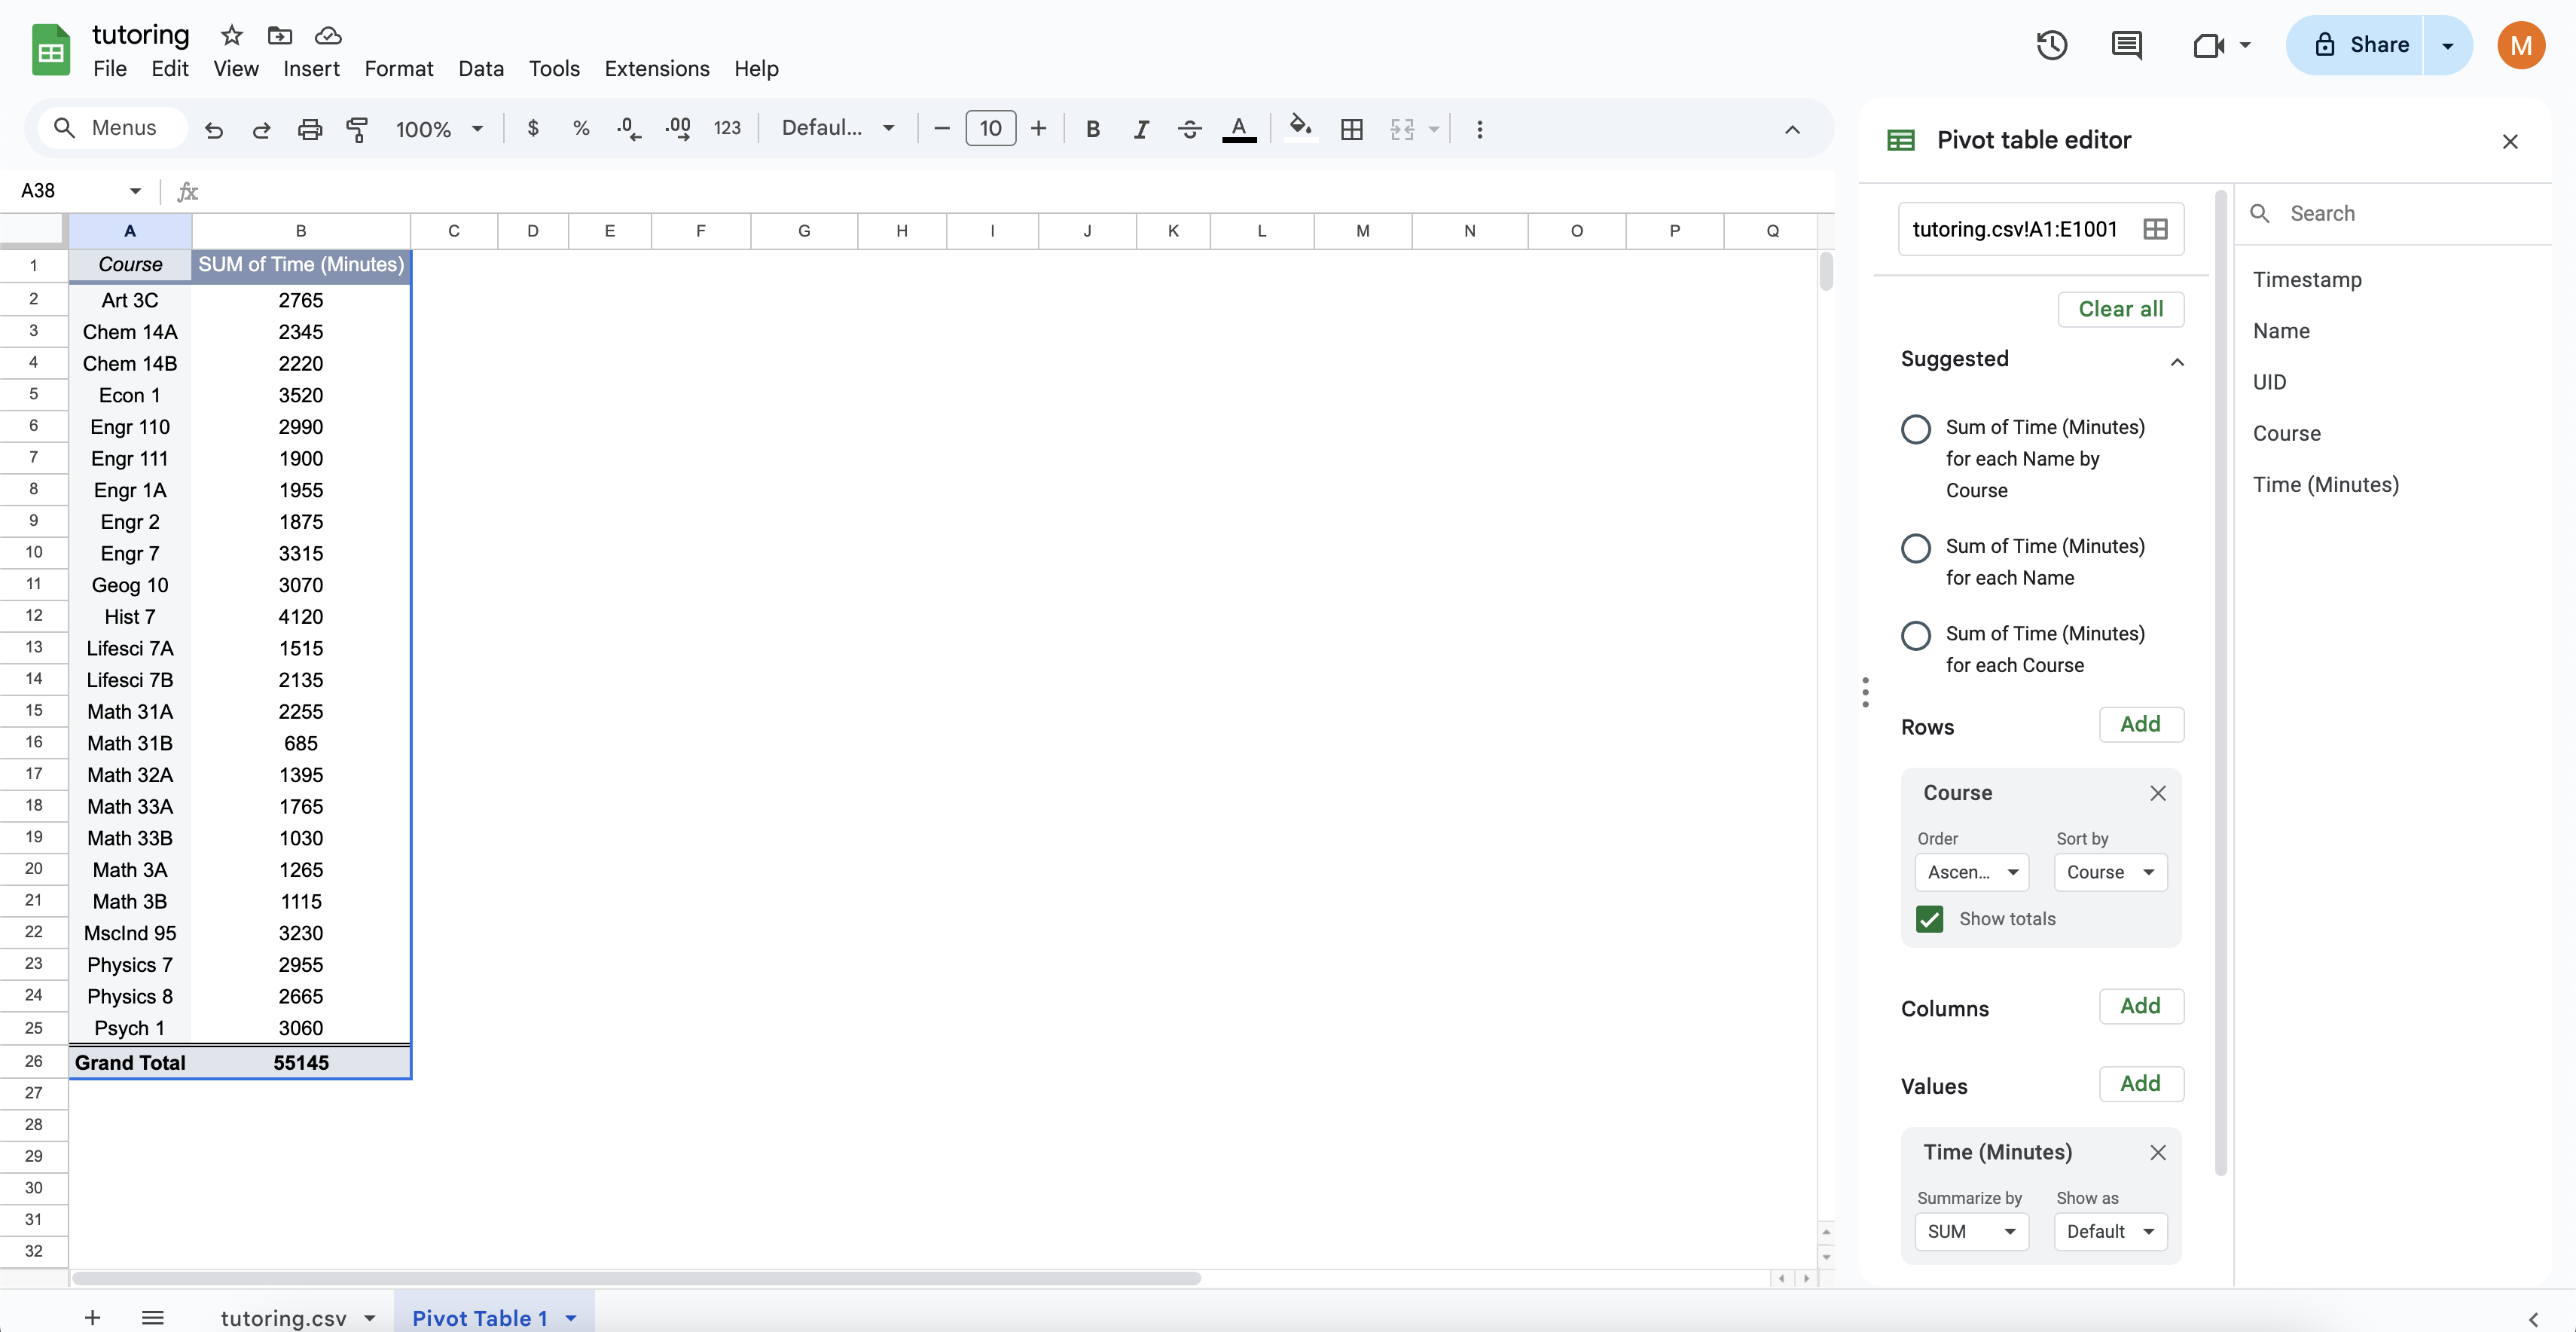 tutoring
File Edit View Insert Format Data Tools Extensions Help
Share
M
Menus
100%
$ % .0 .00 123
Defaul...
10
B I A
A38
fx
A B C D E F G H I J K L M N O P Q
1 Course SUM of Time (Minutes)
2 Art 3C 2765
3 Chem 14A 2345
4 Chem 14B 2220
5 Econ 1 3520
6 Engr 110 2990
7 Engr 111 1900
8 Engr 1A 1955
9 Engr 2 1875
10 Engr 7 3315
11 Geog 10 3070
12 Hist 7 4120
13 Lifesci 7A 1515
14 Lifesci 7B 2135
15 Math 31A 2255
16 Math 31B 685
17 Math 32A 1395
18 Math 33A 1765
19 Math 33B 1030
20 Math 3A 1265
21 Math 3B 1115
22 MscInd 95 3230
23 Physics 7 2955
24 Physics 8 2665
25 Psych 1 3060
26 Grand Total 55145
27
28
29
30
31
32
tutoring.csv
Pivot Table 1
Pivot table editor
tutoring.csv!A1:E1001
Clear all
Suggested
Sum of Time (Minutes)
for each Name by
Course
Sum of Time (Minutes)
for each Name
Sum of Time (Minutes)
for each Course
Rows Add
Course
Order Sort by
Ascen... Course
Show totals
Columns Add
Values Add
Time (Minutes)
Summarize by Show as
SUM Default
Search
Timestamp
Name
UID
Course
Time (Minutes)